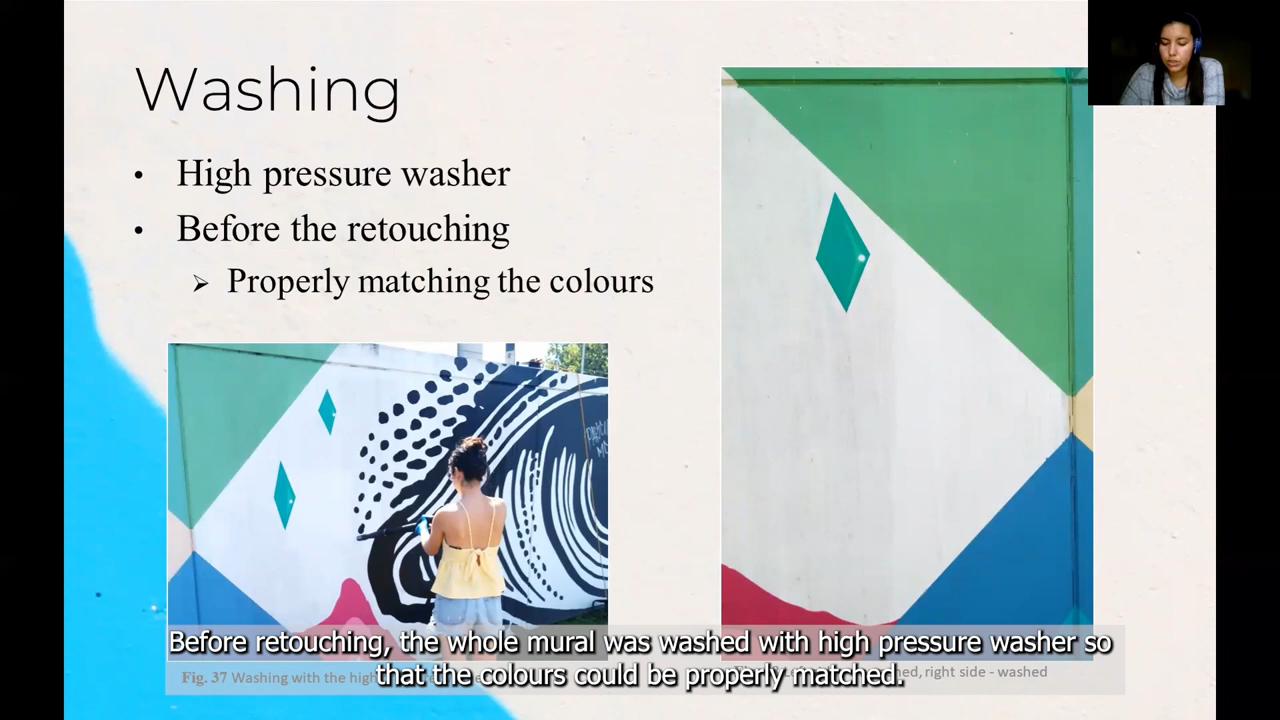 Washing
• High pressure washer
• Before the retouching
➢ Properly matching the colours
Before retouching, the whole mural was washed with high pressure washer so
that the colours could be properly matched.
Fig. 37 Washing with the high
right side - washed